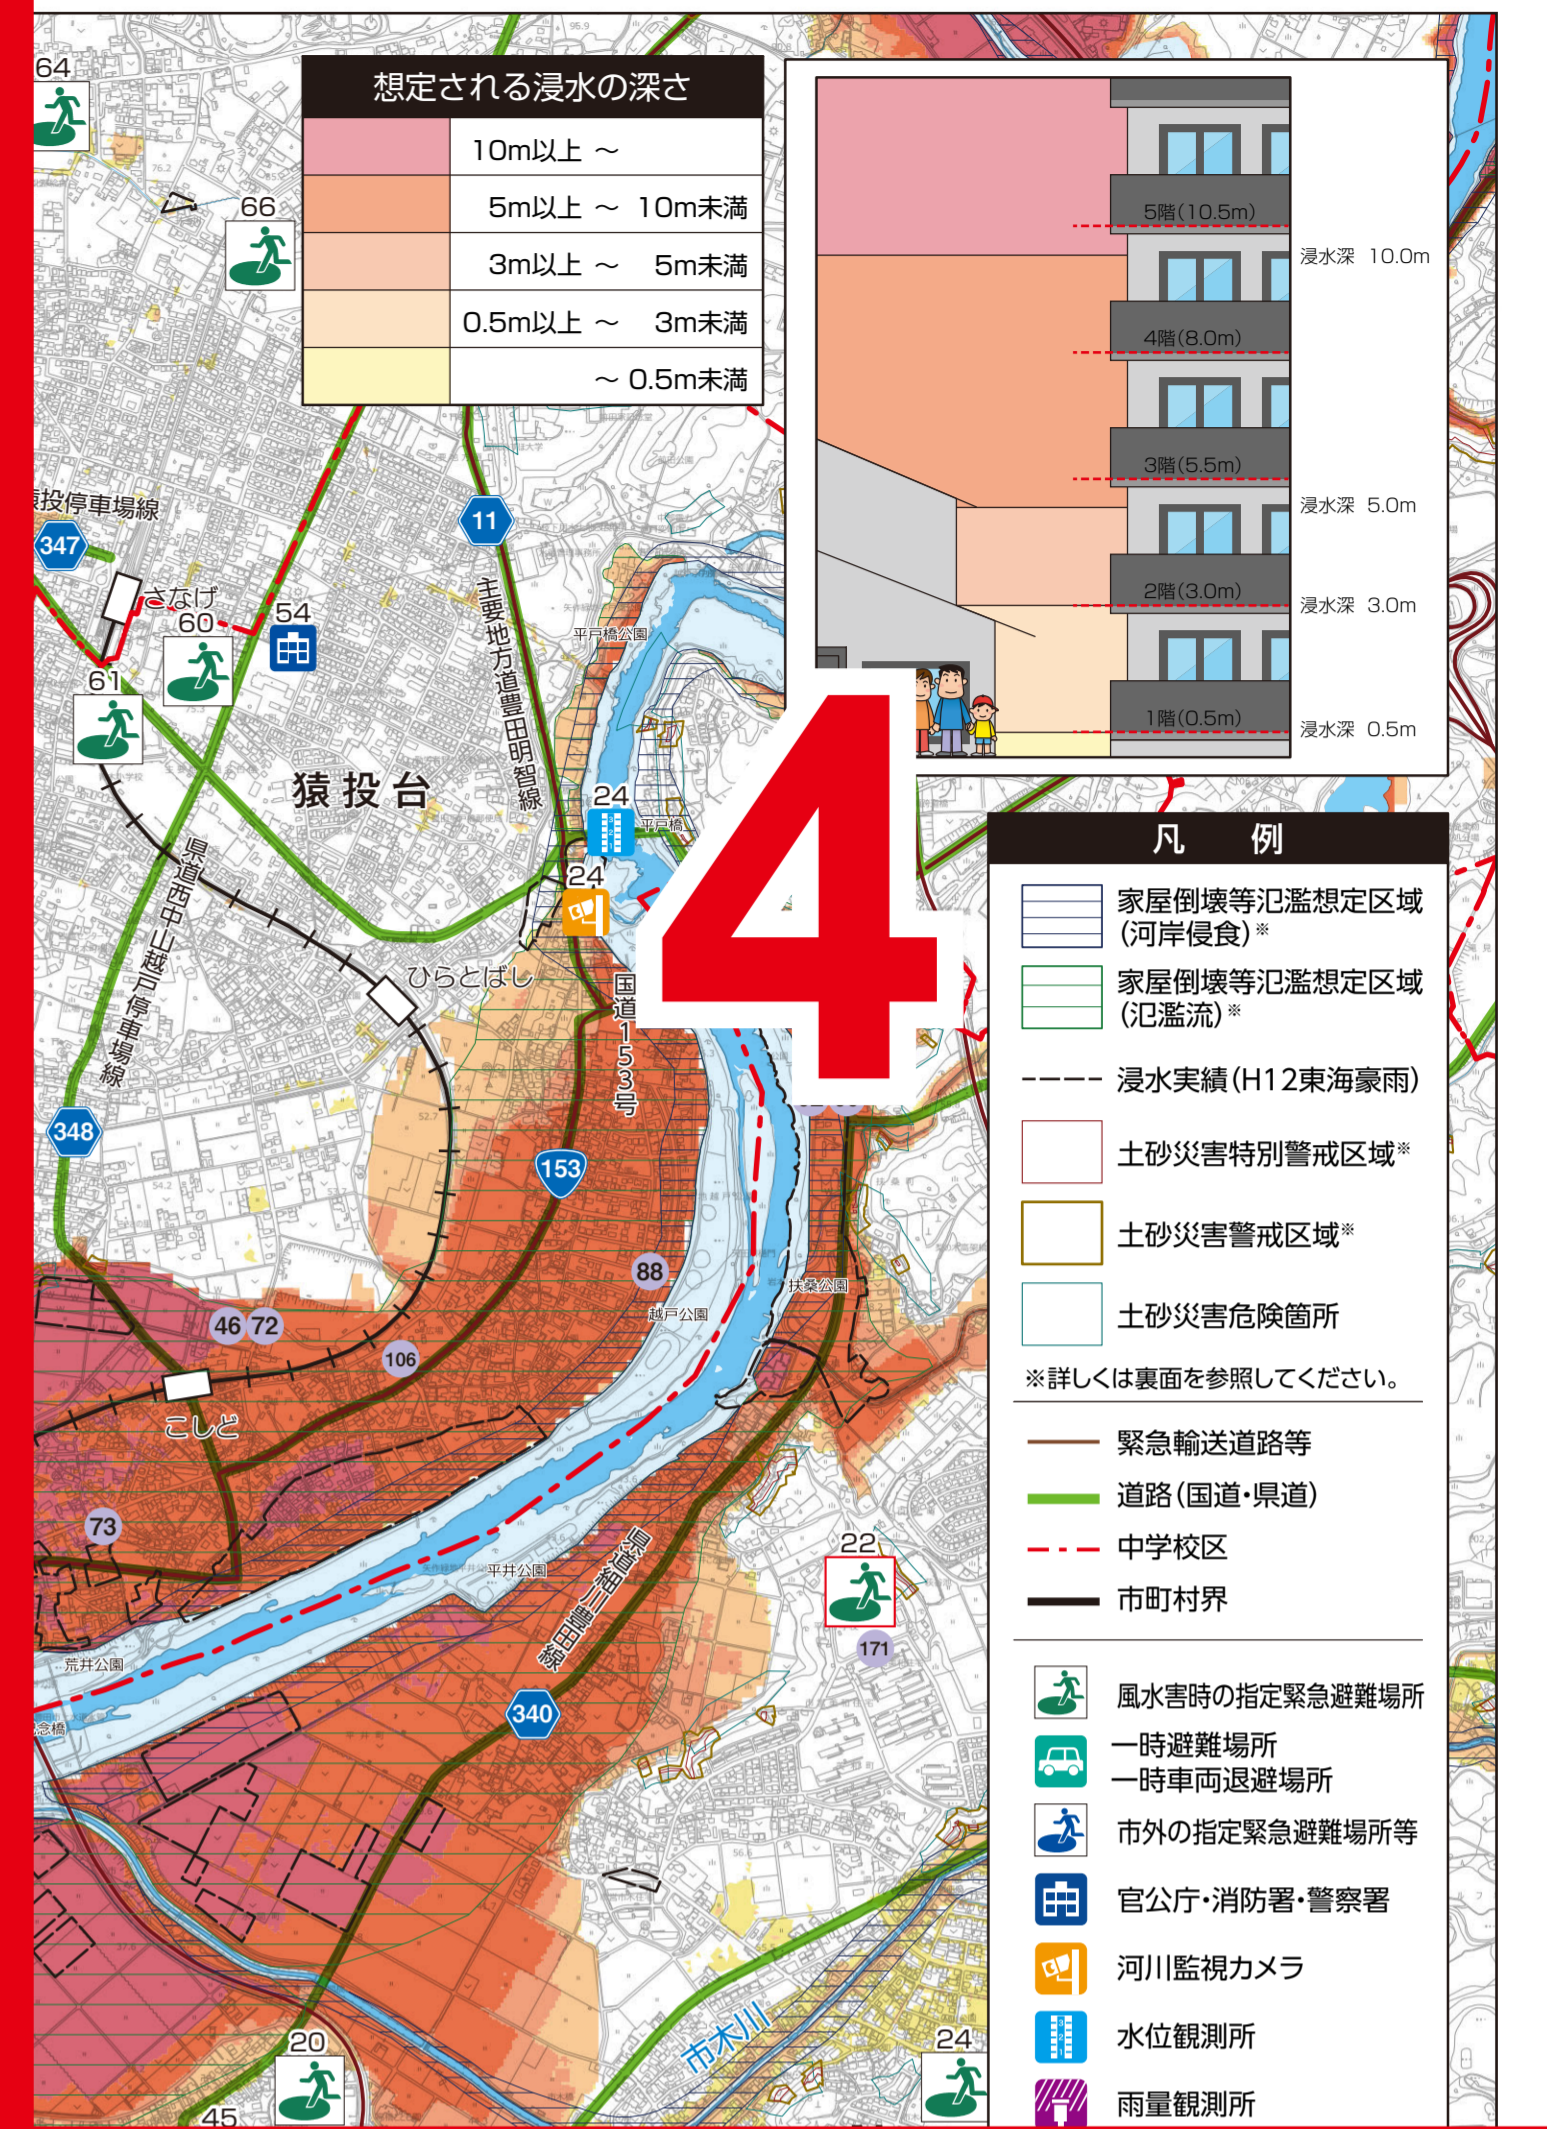 想定される浸水の深さ
10m以上 ～
5m以上 ～ 10m未満
3m以上 ～ 5m未満
0.5m以上 ～ 3m未満
～ 0.5m未満
5階(10.5m)
4階(8.0m)
3階(5.5m)
2階(3.0m)
1階(0.5m)
浸水深 10.0m
浸水深 5.0m
浸水深 3.0m
浸水深 0.5m
4
凡 例
家屋倒壊等氾濫想定区域
(河岸侵食)※
家屋倒壊等氾濫想定区域
(氾濫流)※
浸水実績(H12東海豪雨)
土砂災害特別警戒区域※
土砂災害警戒区域※
土砂災害危険箇所
※詳しくは裏面を参照してください。
緊急輸送道路等
道路(国道・県道)
中学校区
市町村界
風水害時の指定緊急避難場所
一時避難場所
一時車両退避場所
市外の指定緊急避難場所等
官公庁・消防署・警察署
河川監視カメラ
水位観測所
雨量観測所
64
66
投停車場線
347
11
さなげ
60
54
61
主要地方道豊田明智線
平戸橋公園
猿投台
24
平戸橋
24
県道西中山越戸停車場線
ひらとばし
国道153号
348
153
88
扶桑公園
越戸公園
46
72
106
こしど
73
平井公園
県道細川豊田線
22
171
荒井公園
念橋
340
市木川
20
24
45